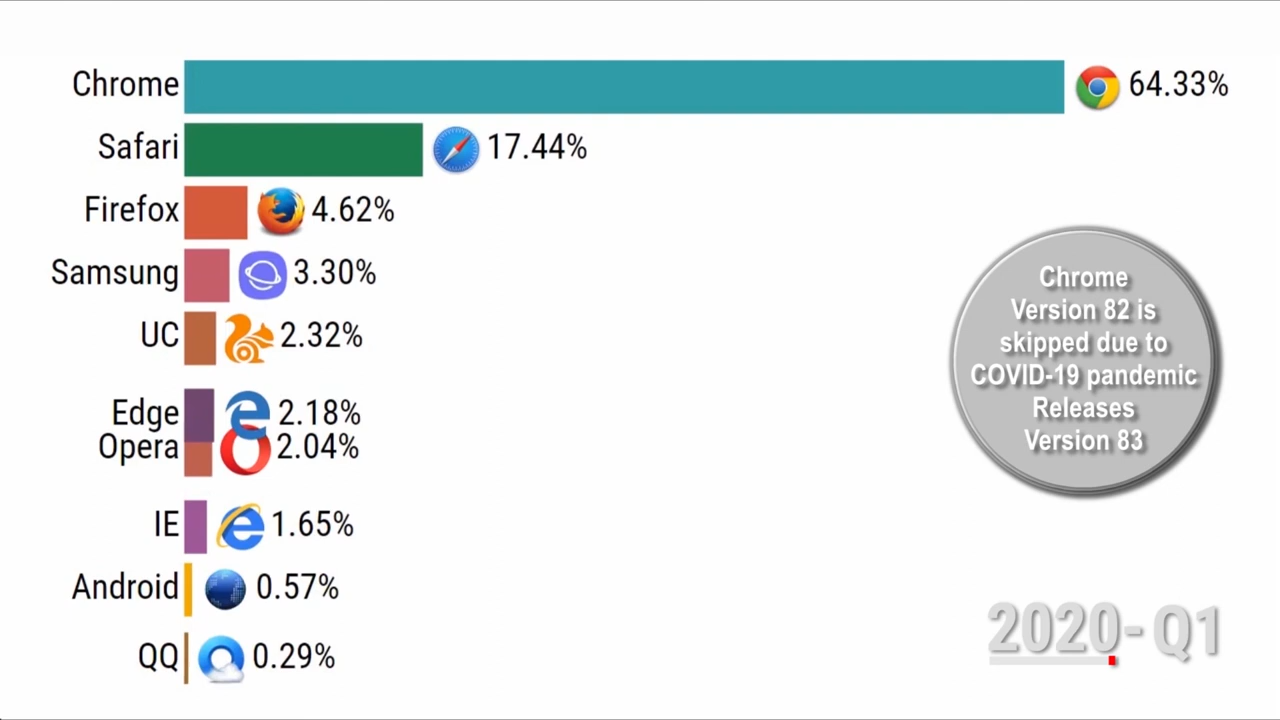 Chrome 64.33%
Safari 17.44%
Firefox 4.62%
Samsung 3.30%
UC 2.32%
Edge 2.18%
Opera 2.04%
IE 1.65%
Android 0.57%
QQ 0.29%
Chrome
Version 82 is
skipped due to
COVID-19 pandemic
Releases
Version 83
2020-Q1